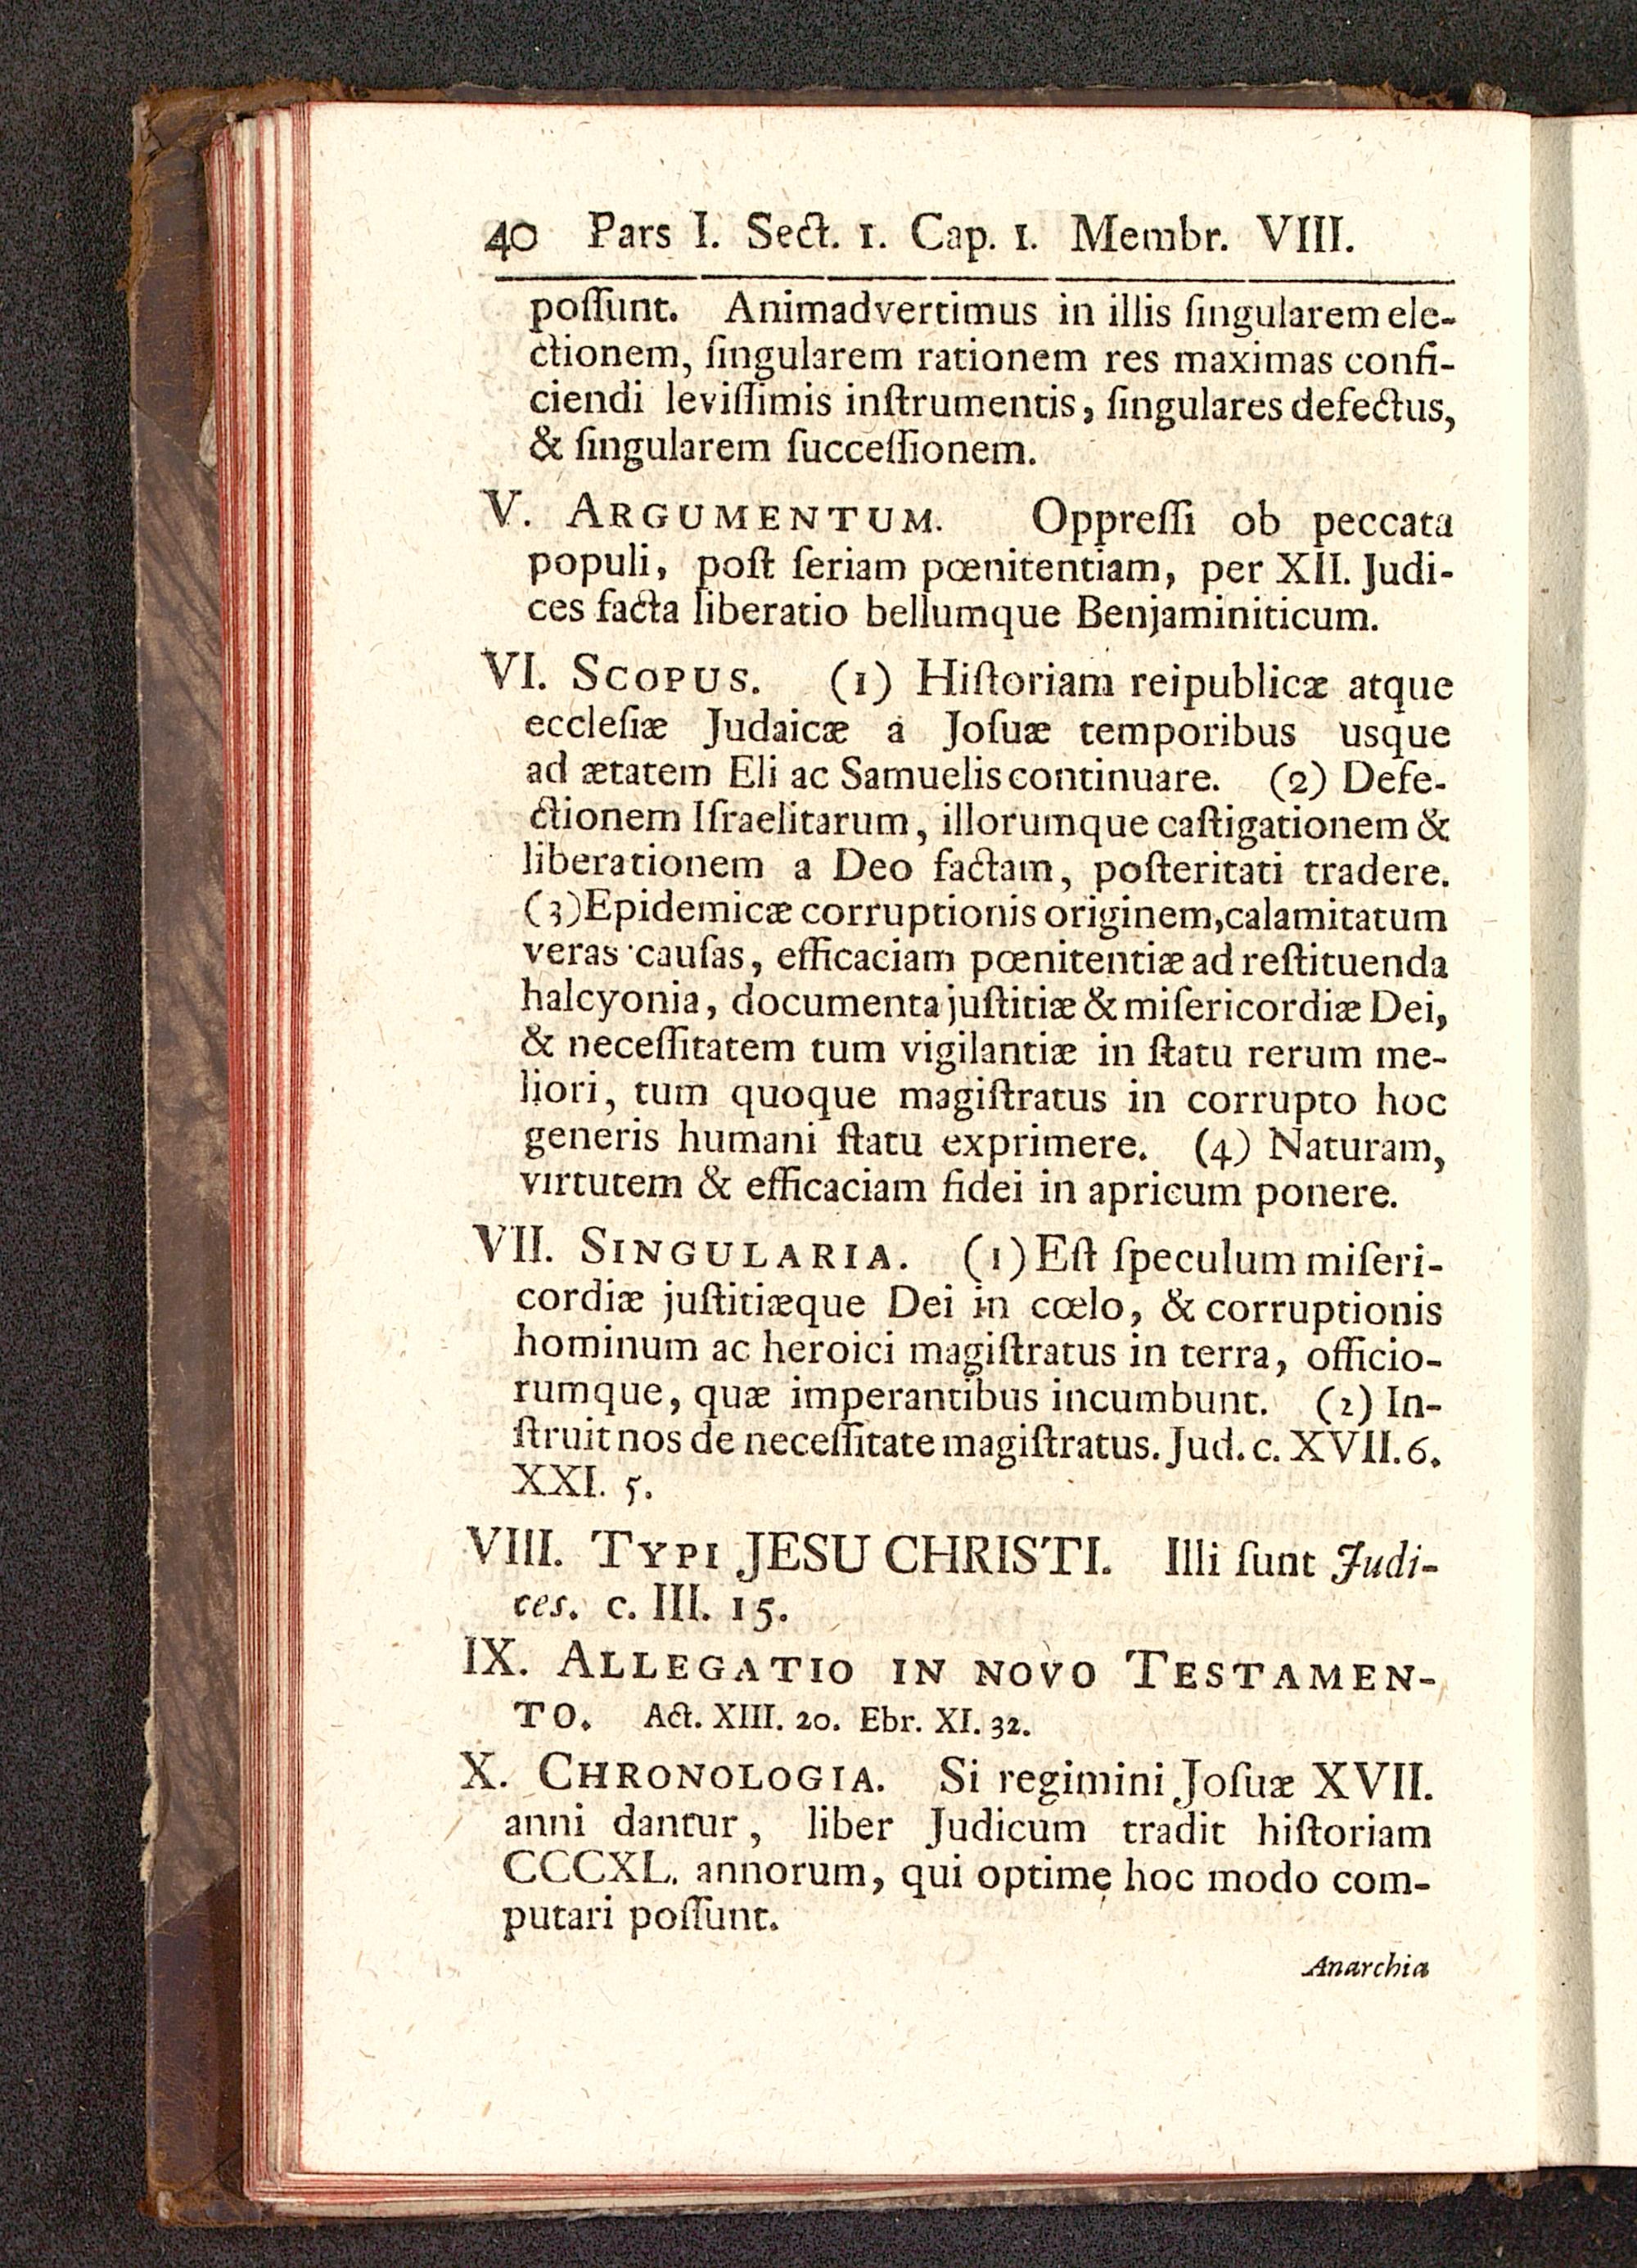 40 Pars I. Sect. 1. Cap. 1. Membr. VIII.
poſſunt. Animadvertimus in illis ſingularem ele-
ctionem, ſingularem rationem res maximas confi-
ciendi leviſſimis inſtrumentis, ſingulares defectus,
& ſingularem ſucceſſionem.
V. ARGUMENTUM. Oppreſſi ob peccata
populi, poſt ſeriam pœnitentiam, per XII. Judi-
ces facta liberatio bellumque Benjaminiticum.
VI. SCOPUS. (1) Hiſtoriam reipublicæ atque
eccleſiæ Judaicæ a Joſuæ temporibus usque
ad ætatem Eli ac Samuelis continuare. (2) Defe-
ctionem Iſraelitarum, illorumque caſtigationem &
liberationem a Deo factam, poſteritati tradere.
(3) Epidemicæ corruptionis originem, calamitatum
veras cauſas, efficaciam pœnitentiæ ad reſtituenda
halcyonia, documenta juſtitiæ & miſericordiæ Dei,
& neceſſitatem tum vigilantiæ in ſtatu rerum me-
liori, tum quoque magiſtratus in corrupto hoc
generis humani ſtatu exprimere. (4) Naturam,
virtutem & efficaciam fidei in apricum ponere.
VII. SINGULARIA. (1) Eſt ſpeculum miſeri-
cordiæ juſtitiæque Dei in cœlo, & corruptionis
hominum ac heroici magiſtratus in terra, officio-
rumque, quæ imperantibus incumbunt. (2) In-
ſtruit nos de neceſſitate magiſtratus. Jud. c. XVII. 6.
XXI. 5.
VIII. TYPI JESU CHRISTI. Illi ſunt Judi-
ces. c. III. 15.
IX. ALLEGATIO IN NOVO TESTAMEN-
TO. Act. XIII. 20. Ebr. XI. 32.
X. CHRONOLOGIA. Si regimini Joſuæ XVII.
anni dantur, liber Judicum tradit hiſtoriam
CCCXL. annorum, qui optime hoc modo com-
putari poſſunt.
Anarchia